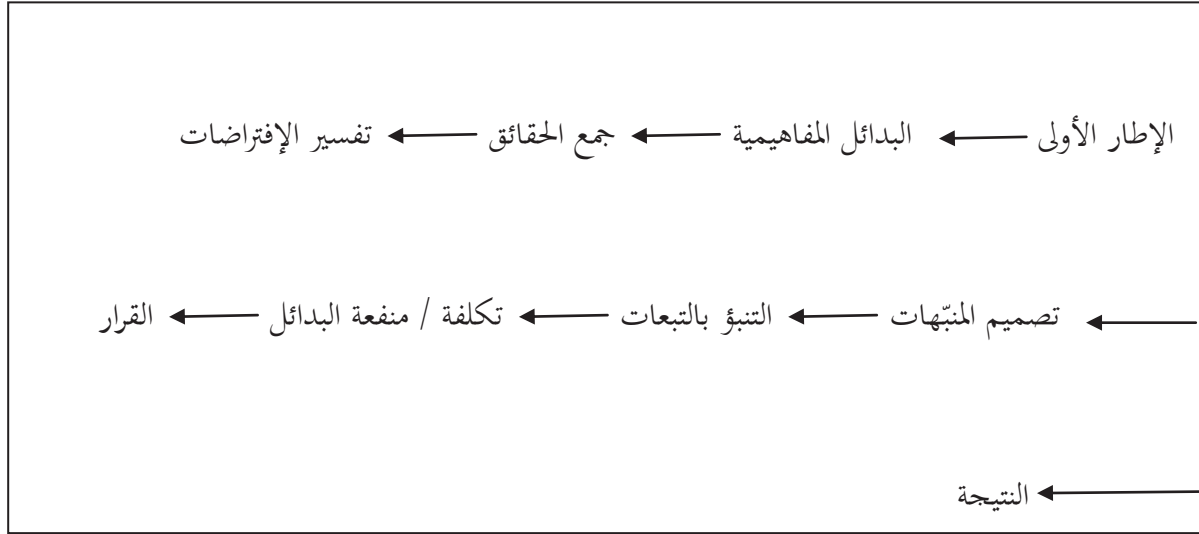 الإطار الأولى البدائل المفاهيمية جمع الحقائق تفسير الإفتراضات
تصميم المنبّهات التنبؤ بالتبعات تكلفة / منفعة البدائل القرار
النتيجة